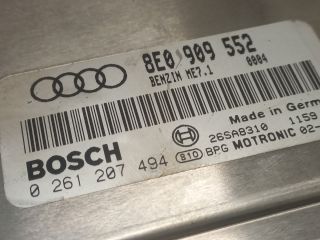 8E0 909 552
BENZIN ME7.1 0004
Made in Germ
BOSCH 26SA8310 1159
0 261 207 494 B10 BPG MOTRONIC 02-